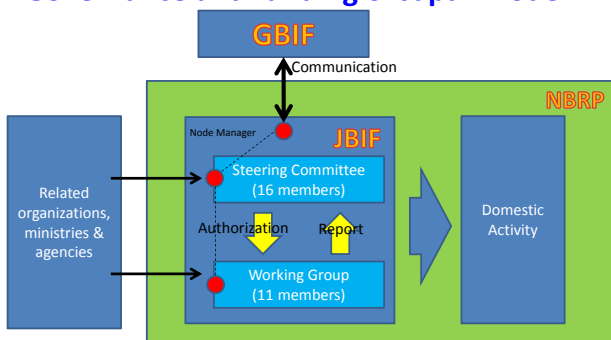 GBIF
Communication
NBRP
Node Manager
JBIF
Steering Committee
(16 members)
Related
organizations,
ministries &
agencies
Authorization
Report
Domestic
Activity
Working Group
(11 members)